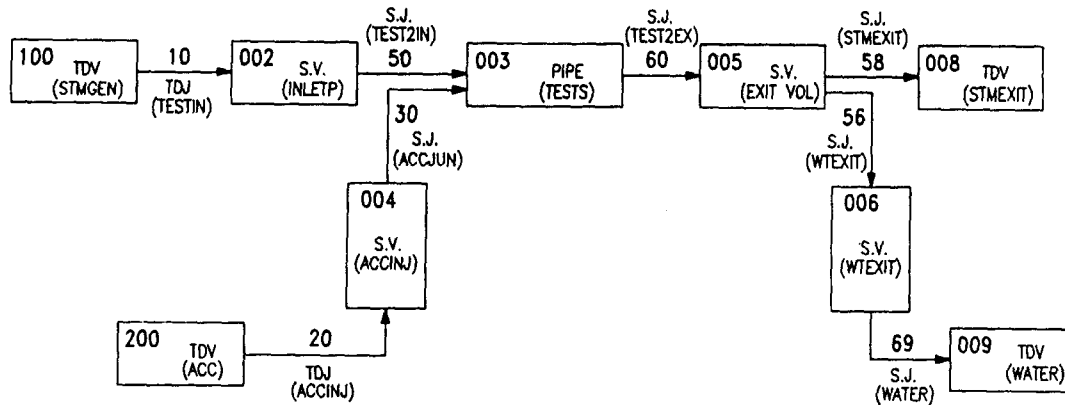 100 TDV
(STMGEN)
10
TDJ
(TESTIN)
002 S.V.
(INLETP)
S.J.
(TEST2IN)
50
30
S.J.
(ACCJUN)
003 PIPE
(TESTS)
S.J.
(TEST2EX)
60
005 S.V.
(EXIT VOL)
S.J.
(STMEXIT)
58
008 TDV
(STMEXIT)
56
S.J.
(WTEXIT)
004
S.V.
(ACCINJ)
006
S.V.
(WTEXIT)
200 TDV
(ACC)
20
TDJ
(ACCINJ)
69
S.J.
(WATER)
009 TDV
(WATER)